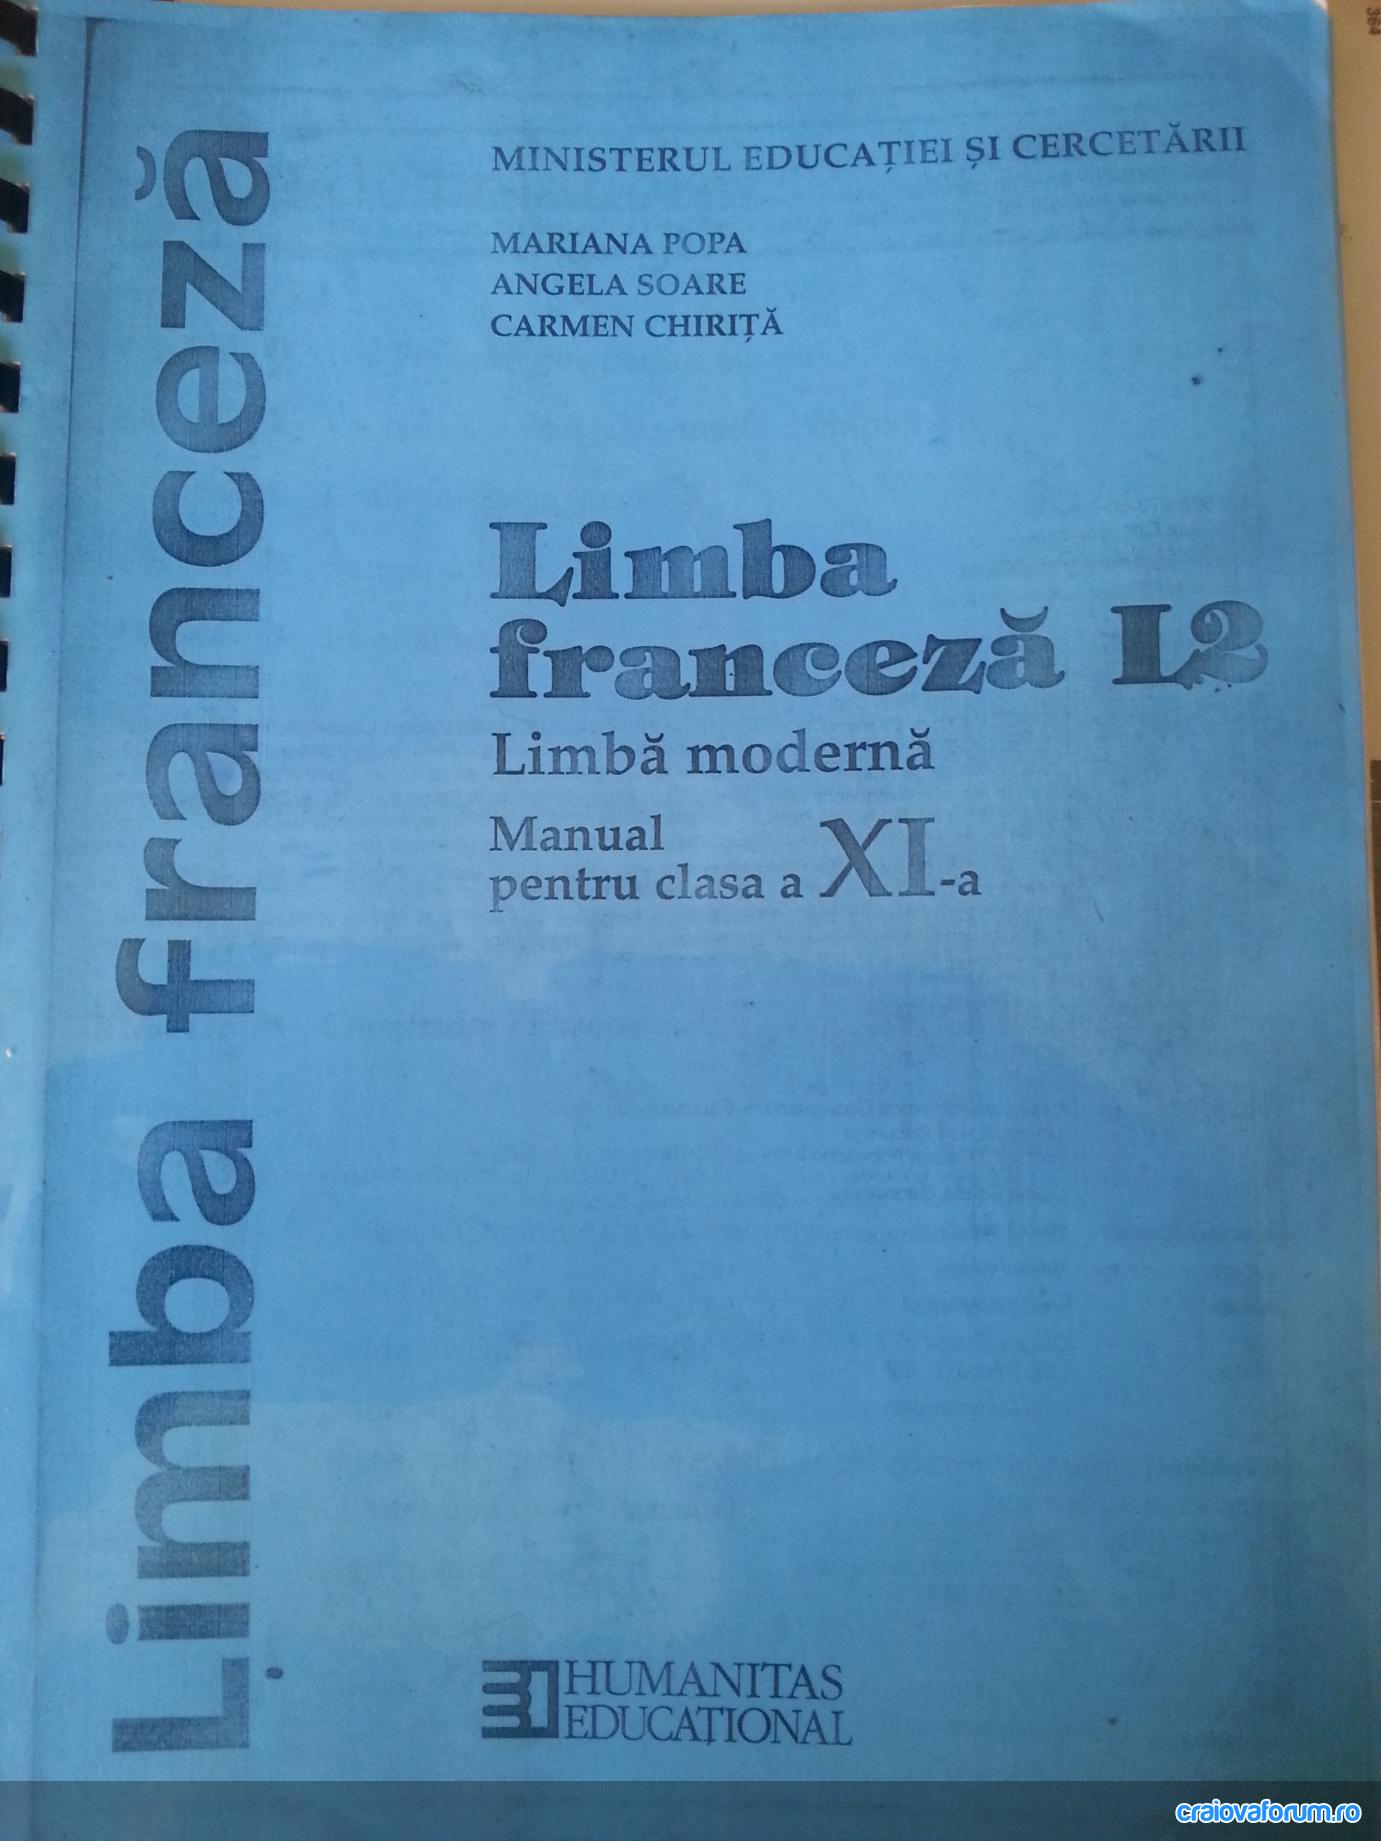 Limba franceză
MINISTERUL EDUCAȚIEI ȘI CERCETĂRII
MARIANA POPA
ANGELA SOARE
CARMEN CHIRIȚĂ
Limba
franceză L2
Limbă modernă
Manual
pentru clasa a XI-a
HUMANITAS
EDUCAȚIONAL
craiovaforum.ro